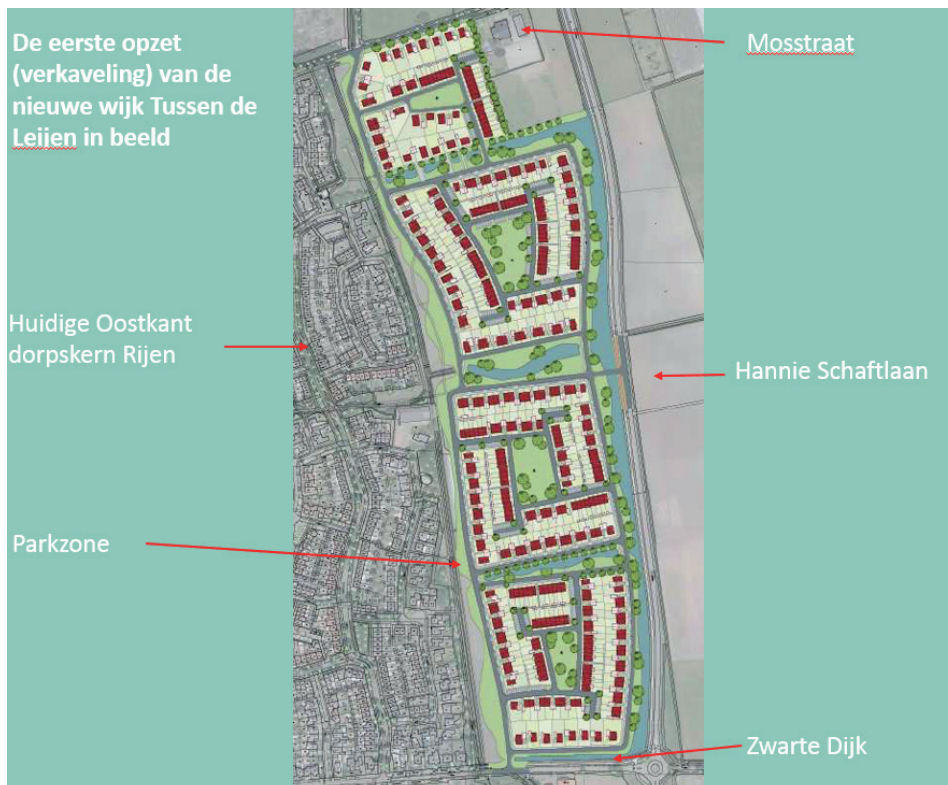 De eerste opzet
(verkaveling) van de
nieuwe wijk Tussen de
Leijen in beeld
Mosstraat
Huidige Oostkant
dorpskern Rijen
Hannie Schaftlaan
Parkzone
Zwarte Dijk